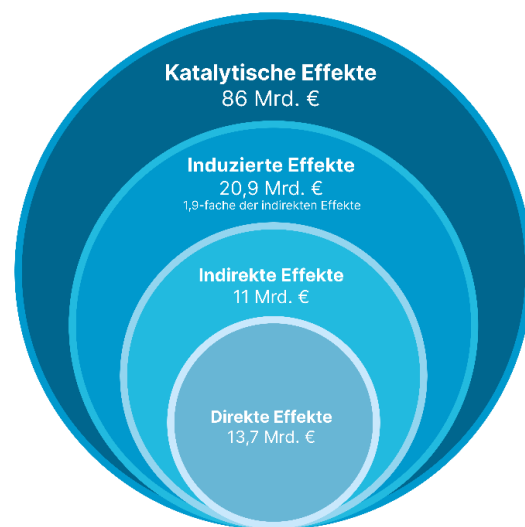 Katalytische Effekte
86 Mrd. €
Induzierte Effekte
20,9 Mrd. €
1,9-fache der indirekten Effekte
Indirekte Effekte
11 Mrd. €
Direkte Effekte
13,7 Mrd. €